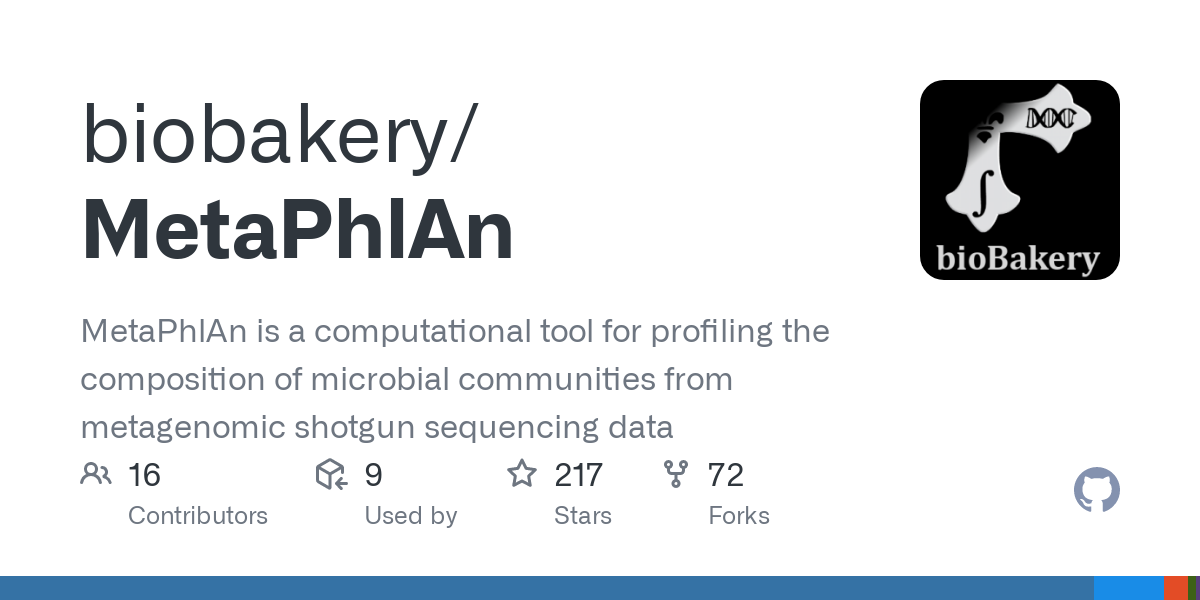 biobakery/
MetaPhlAn
MetaPhlAn is a computational tool for profiling the
composition of microbial communities from
metagenomic shotgun sequencing data
16
Contributors
9
Used by
217
Stars
72
Forks
∫
bioBakery